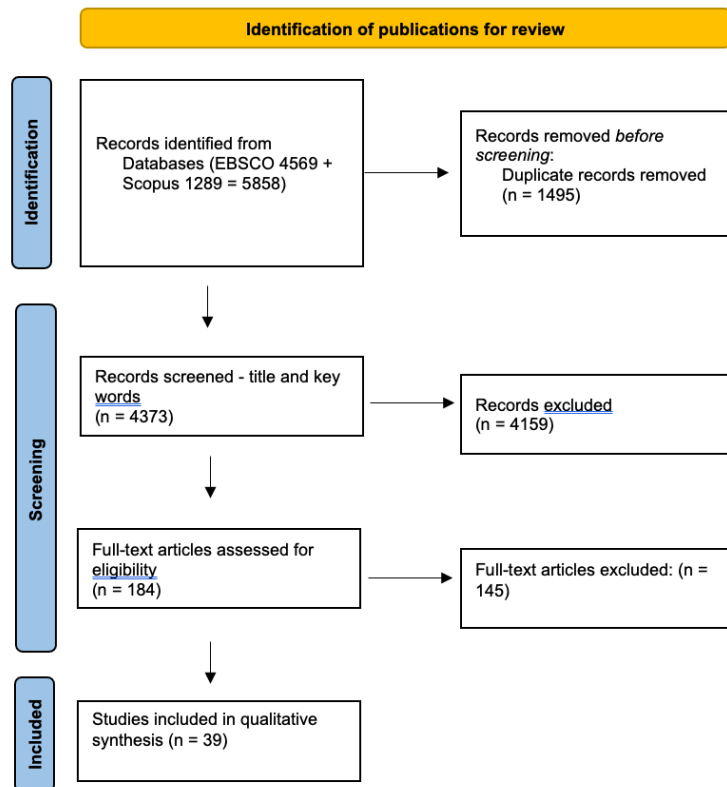 Identification of publications for review
Identification
Records identified from
Databases (EBSCO 4569 +
Scopus 1289 = 5858)
Records removed before
screening:
Duplicate records removed
(n = 1495)
Screening
Records screened - title and key
words
(n = 4373)
Records excluded
(n = 4159)
Full-text articles assessed for
eligibility
(n = 184)
Full-text articles excluded: (n =
145)
Included
Studies included in qualitative
synthesis (n = 39)